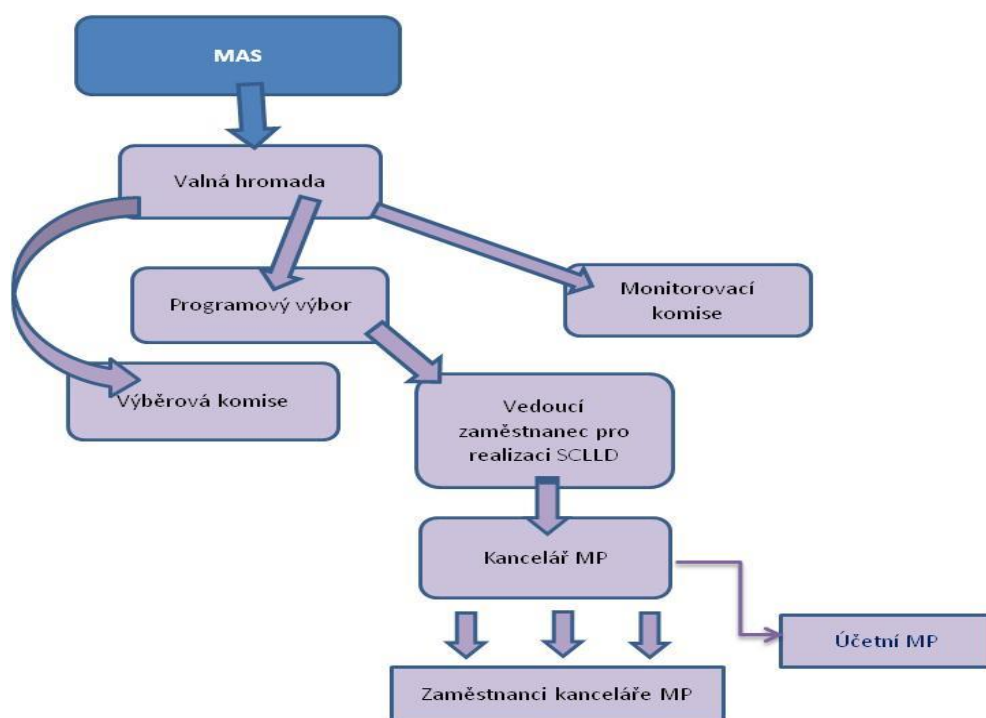 MAS
Valná hromada
Programový výbor
Monitorovací
komise
Výběrová komise
Vedoucí
zaměstnanec pro
realizaci SCLLD
Kancelář MP
Účetní MP
Zaměstnanci kanceláře MP